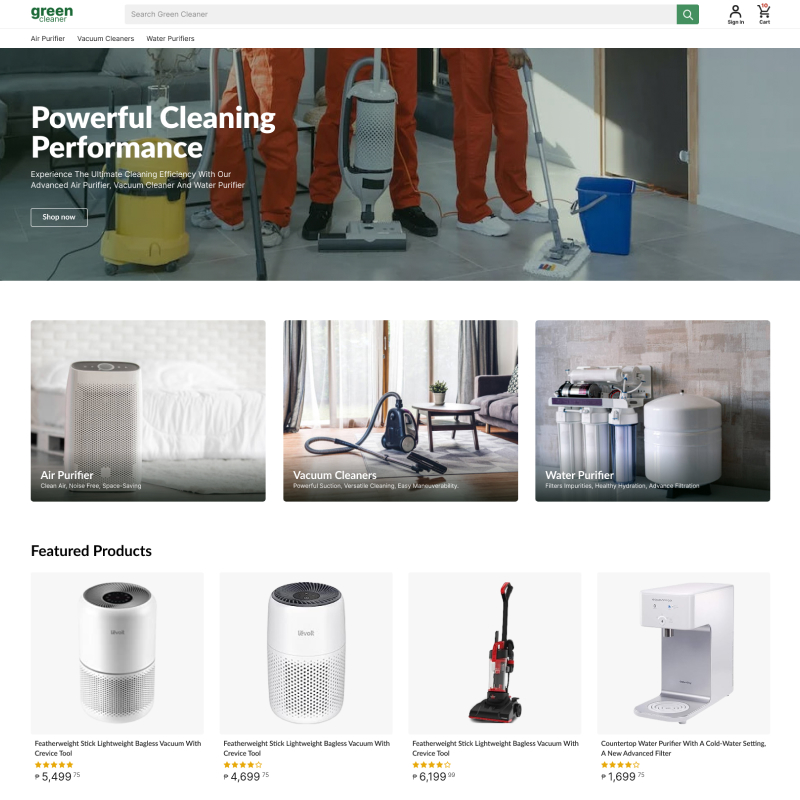 green
cleaner
Search Green Cleaner
10
Sign In
Cart
Air Purifier
Vacuum Cleaners
Water Purifiers
Powerful Cleaning
Performance
Experience The Ultimate Cleaning Efficiency With Our
Advanced Air Purifier, Vacuum Cleaner And Water Purifier
Shop now
Air Purifier
Clean Air, Noise Free, Space-Saving
Vacuum Cleaners
Powerful Suction, Versatile Cleaning, Easy Maneuverability.
Water Purifier
Filters Impurities, Healthy Hydration, Advance Filtration
Featured Products
levoit
levoit
Featherweight Stick Lightweight Bagless Vacuum With
Crevice Tool
₱ 5,499 75
Featherweight Stick Lightweight Bagless Vacuum With
Crevice Tool
₱ 4,699 75
Featherweight Stick Lightweight Bagless Vacuum With
Crevice Tool
₱ 6,199 99
Countertop Water Purifier With A Cold-Water Setting,
A New Advanced Filter
₱ 1,699 75